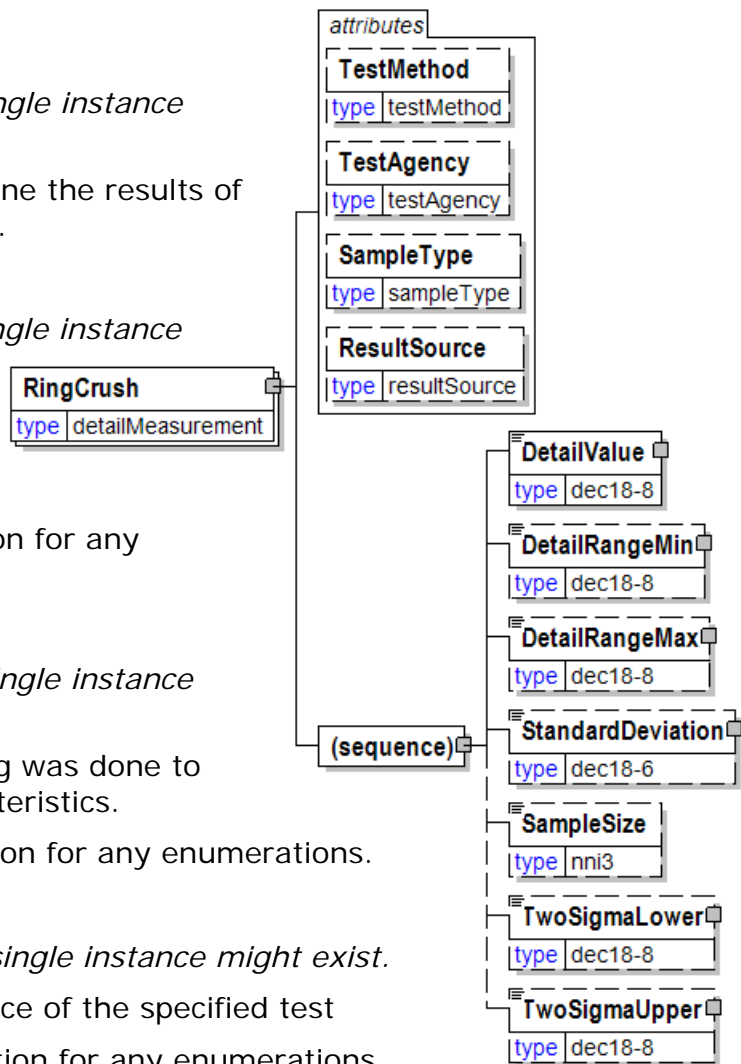 ngle instance
ne the results of
.
ngle instance
on for any
ingle instance
g was done to
teristics.
on for any enumerations.
single instance might exist.
ce of the specified test
tion for any enumerations
RingCrush
type detailMeasurement
attributes
TestMethod
type testMethod
TestAgency
type testAgency
SampleType
type sampleType
ResultSource
type resultSource
(sequence)
DetailValue
type dec18-8
DetailRangeMin
type dec18-8
DetailRangeMax
type dec18-8
StandardDeviation
type dec18-6
SampleSize
type nni3
TwoSigmaLower
type dec18-8
TwoSigmaUpper
type dec18-8